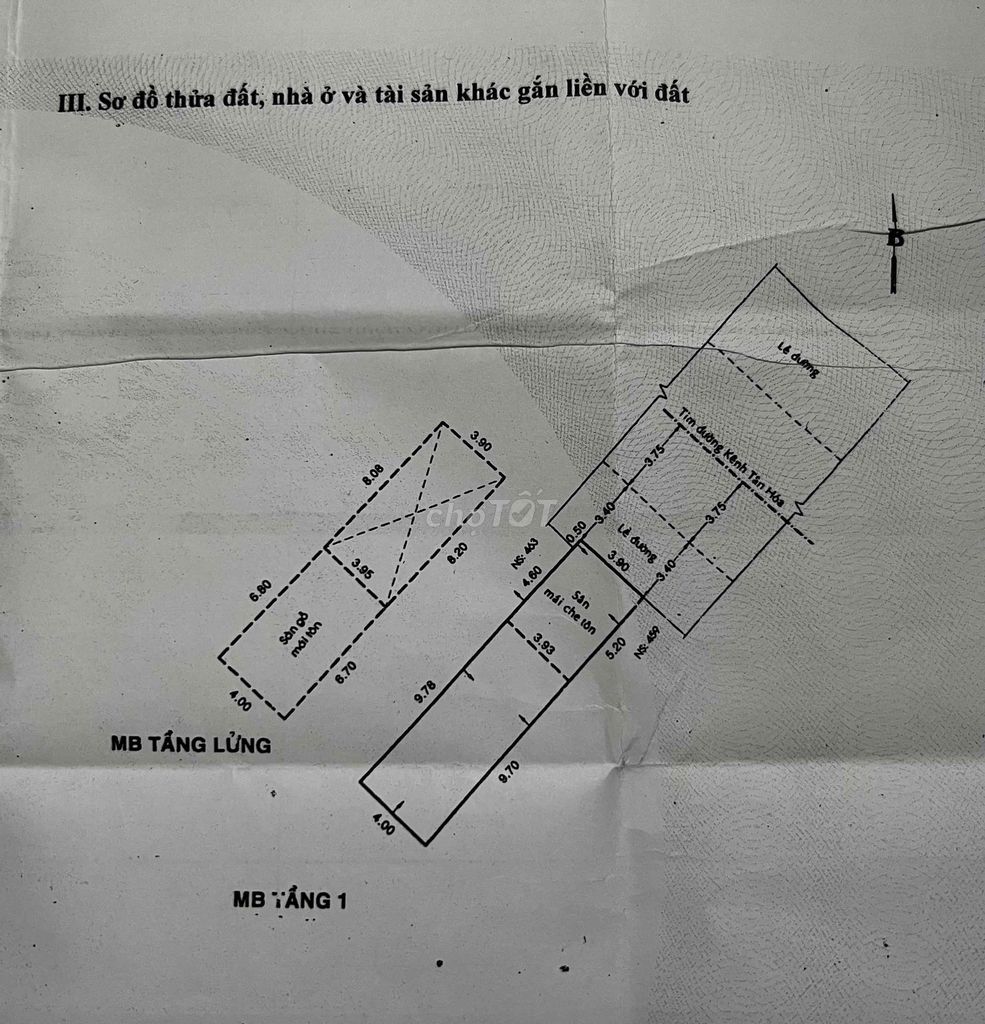 III. Sơ đồ thửa đất, nhà ở và tài sản khác gắn liền với đất
B
Lề đường
Tim đường Kênh Tân Hóa
3.75
3.75
3.40
3.40
Lề đường
0.50
3.90
NS: 463
4.60
Sân
mái che tôn
5.20
NS: 459
3.93
9.78
9.70
4.00
MB TẦNG 1
3.90
8.08
8.20
3.95
6.80
Sàn gỗ
mái tôn
6.70
4.00
MB TẦNG LỬNG
chợTỐT